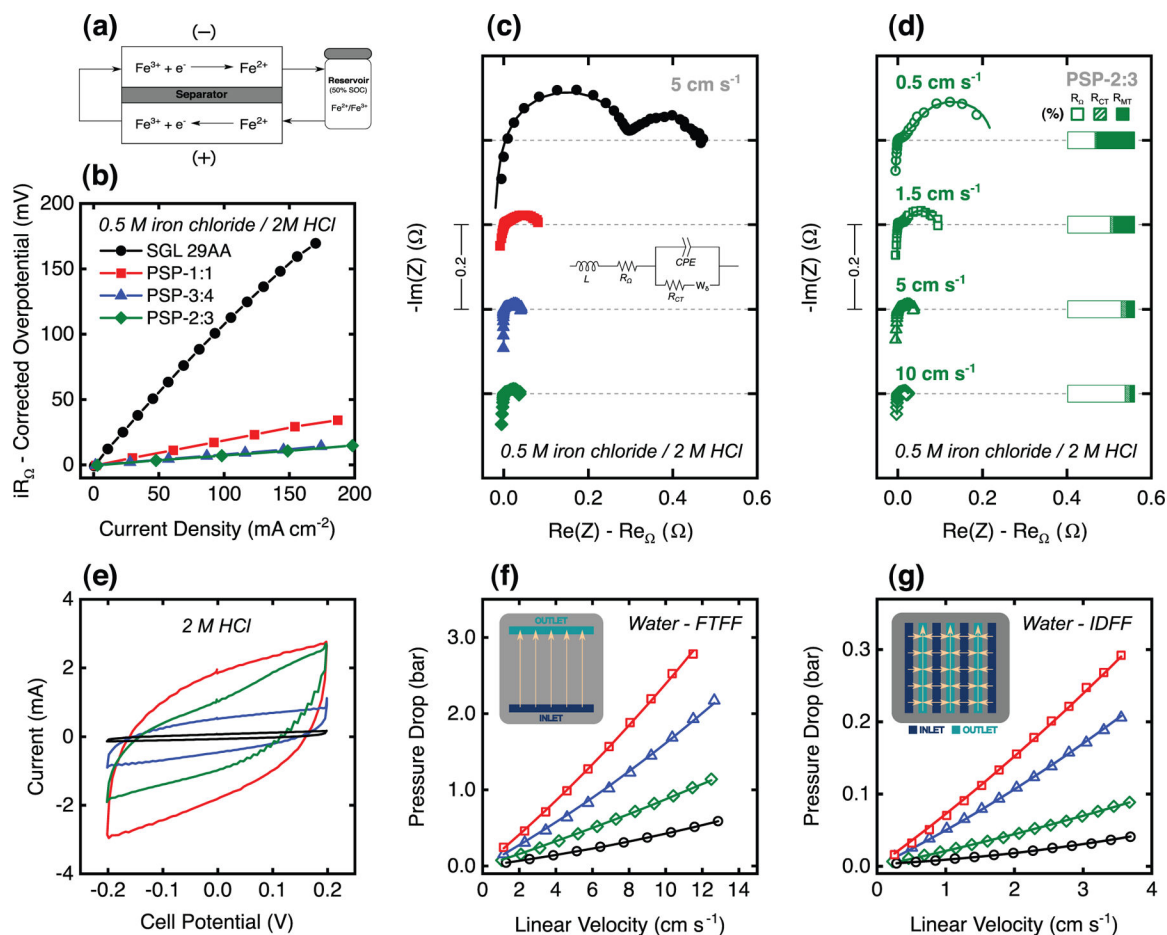 (a)
(−)
Fe³⁺ + e⁻ Fe²⁺
Separator
Fe³⁺ + e⁻ Fe²⁺
(+)
Reservoir
(50% SOC)
Fe²⁺/Fe³⁺
(b)
0.5 M iron chloride / 2M HCl
SGL 29AA
PSP-1:1
PSP-3:4
PSP-2:3
iR_Ω - Corrected Overpotential (mV)
200
150
100
50
0
0 50 100 150 200
Current Density (mA cm⁻²)
(c)
5 cm s⁻¹
-Im(Z) (Ω)
0.2
L
R_Ω
CPE
R_CT
W_δ
0.5 M iron chloride / 2 M HCl
0.0 0.2 0.4 0.6
Re(Z) - Re_Ω (Ω)
(d)
0.5 cm s⁻¹
PSP-2:3
R_Ω R_CT R_MT
(%)
1.5 cm s⁻¹
-Im(Z) (Ω)
0.2
5 cm s⁻¹
10 cm s⁻¹
0.5 M iron chloride / 2 M HCl
0.0 0.2 0.4 0.6
Re(Z) - Re_Ω (Ω)
(e)
2 M HCl
Current (mA)
4
2
0
-2
-4
-0.2 -0.1 0.0 0.1 0.2
Cell Potential (V)
(f)
Water - FTFF
OUTLET
INLET
Pressure Drop (bar)
3.0
2.0
1.0
0.0
0 2 4 6 8 10 12 14
Linear Velocity (cm s⁻¹)
(g)
Water - IDFF
INLET OUTLET
Pressure Drop (bar)
0.3
0.2
0.1
0.0
0 1 2 3 4
Linear Velocity (cm s⁻¹)